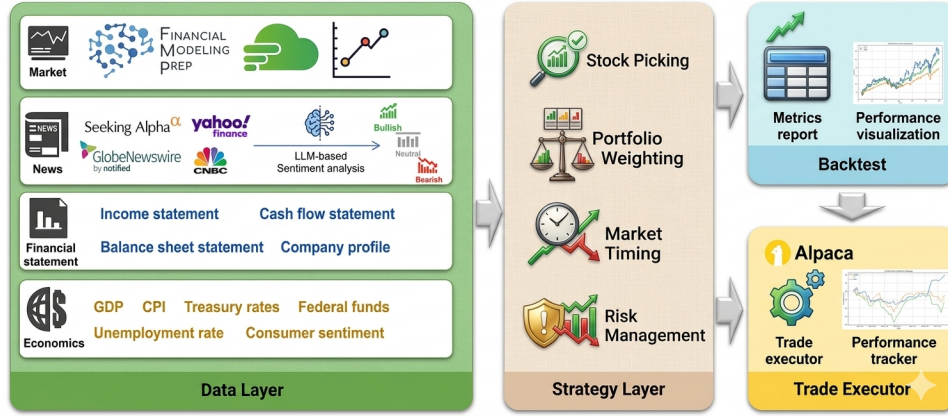 FINANCIAL
MODELING
PREP
Market
NEWS
Seeking Alphaα
yahoo!
finance
GlobeNewswire
by notified
CNBC
LLM-based
Sentiment analysis
Bullish
Neutral
Bearish
News
Income statement
Cash flow statement
Balance sheet statement
Company profile
Financial
statement
GDP
CPI
Treasury rates
Federal funds
Unemployment rate
Consumer sentiment
Economics
Data Layer
Stock Picking
Portfolio
Weighting
Market
Timing
Risk
Management
Strategy Layer
Metrics
report
Performance
visualization
Backtest
Alpaca
Trade
executor
Performance
tracker
Trade Executor